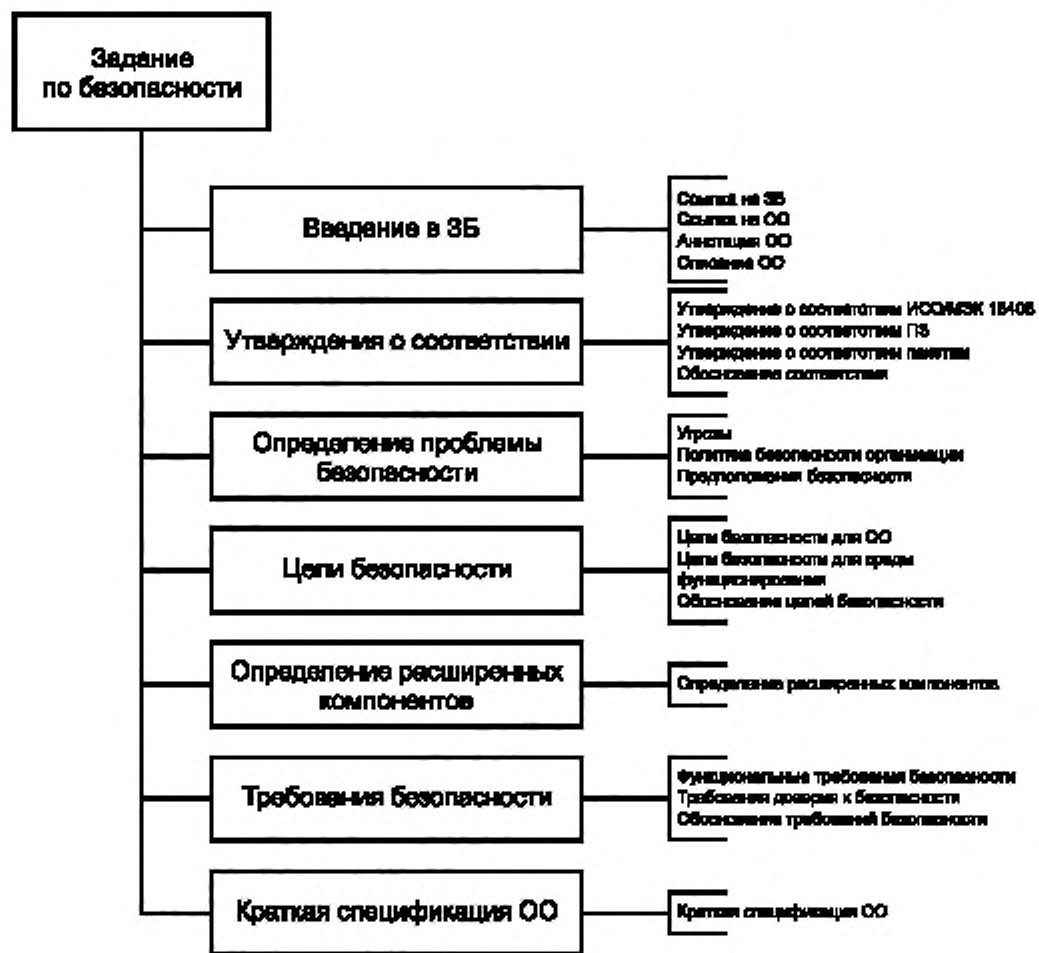 Задание
по безопасности
Введение в ЗБ
Ссылка на ЗБ
Ссылка на ОО
Аннотация ОО
Описание ОО
Утверждения о соответствии
Утверждение о соответствии ИСО/МЭК 15408
Утверждение о соответствии ПЗ
Утверждение о соответствии пакетам
Обоснование соответствия
Определение проблемы
безопасности
Угрозы
Политика безопасности организации
Предположения безопасности
Цели безопасности
Цели безопасности для ОО
Цели безопасности для среды
функционирования
Обоснование целей безопасности
Определение расширенных
компонентов
Определение расширенных компонентов
Требования безопасности
Функциональные требования безопасности
Требования доверия к безопасности
Обоснование требований безопасности
Краткая спецификация ОО
Краткая спецификация ОО